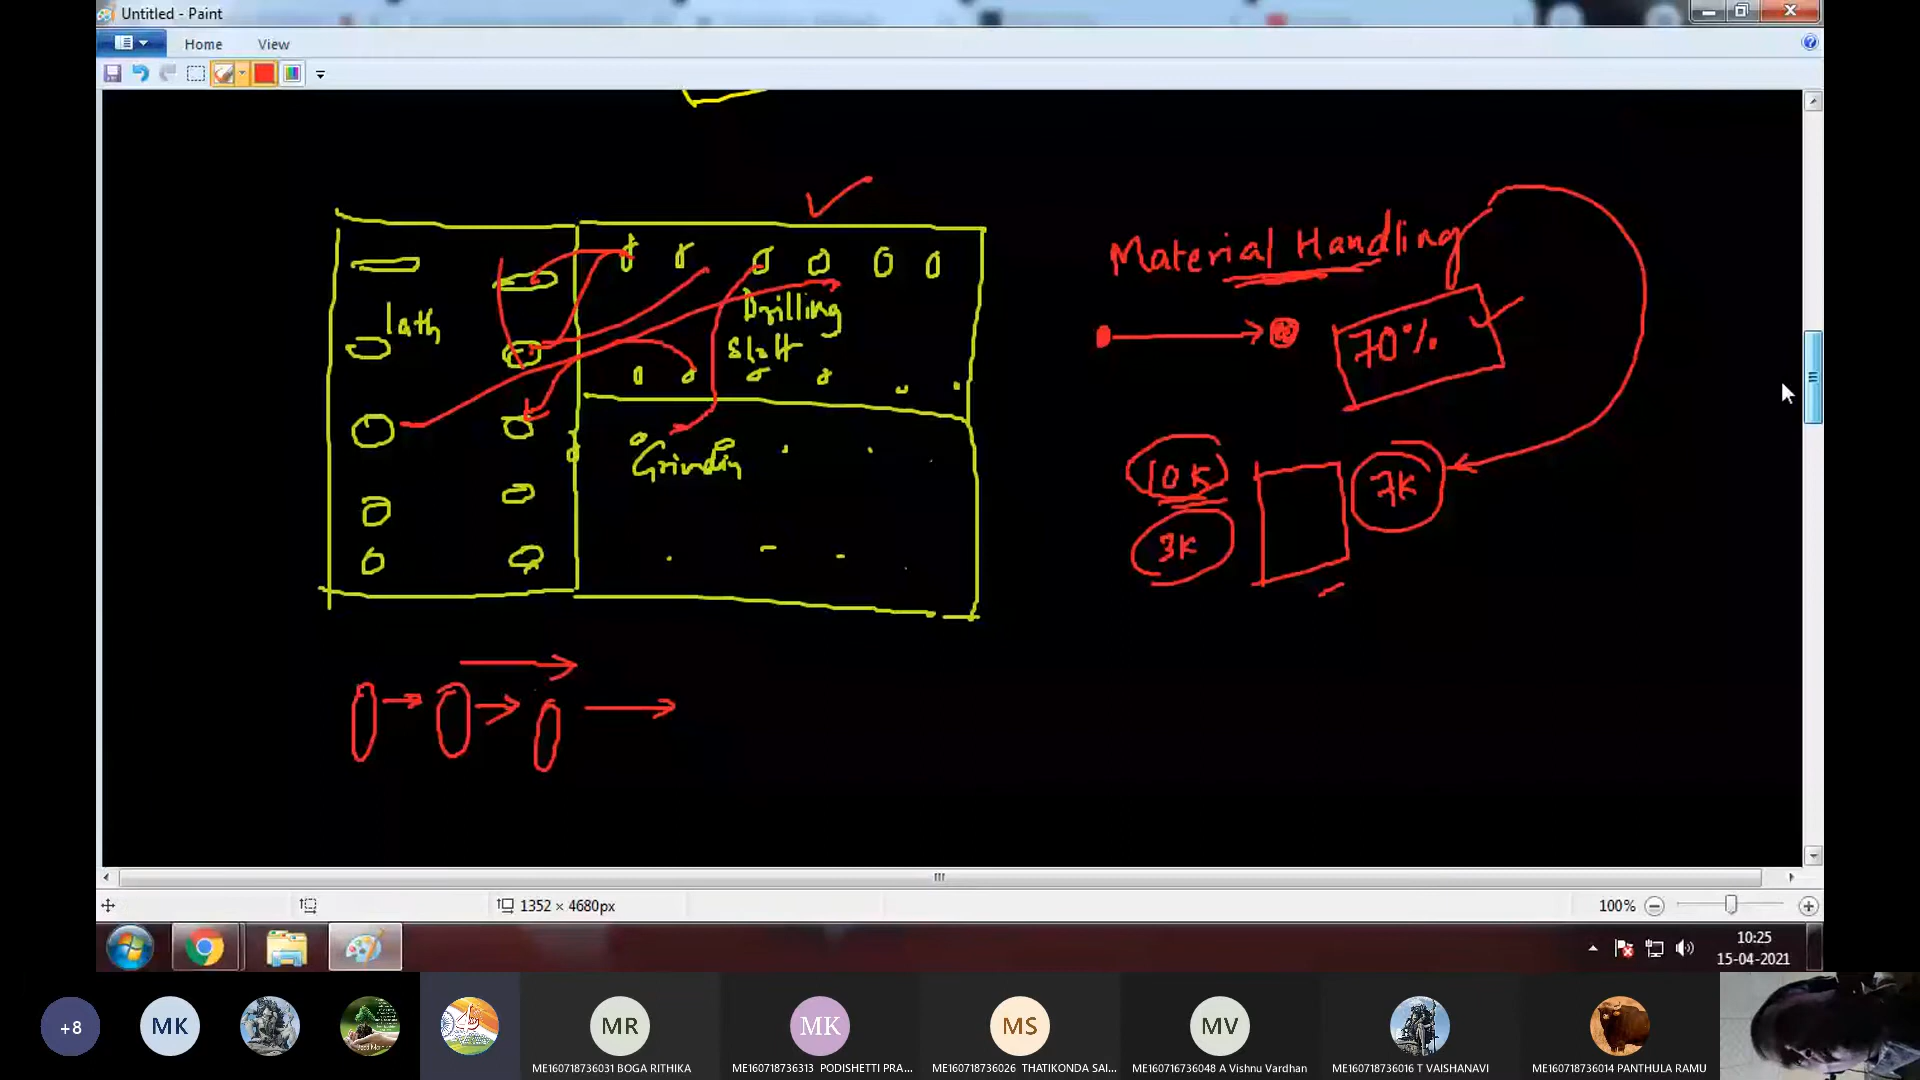 Untitled - Paint
Home View
Material Handling
lath
Drilling
70%
Grindin
10K
7K
3K
1352 × 4680px
100%
10:25
15-04-2021
+8
MK
MR
MK
MS
MV
ME160718736031 BOGA RITHIKA
ME160718736313 PODISHETTI PRA...
ME160718736026 THATIKONDA SAI...
ME160716736048 A Vishnu Vardhan
ME160718736016 T VAISHANAVI
ME160718736014 PANTHULA RAMU